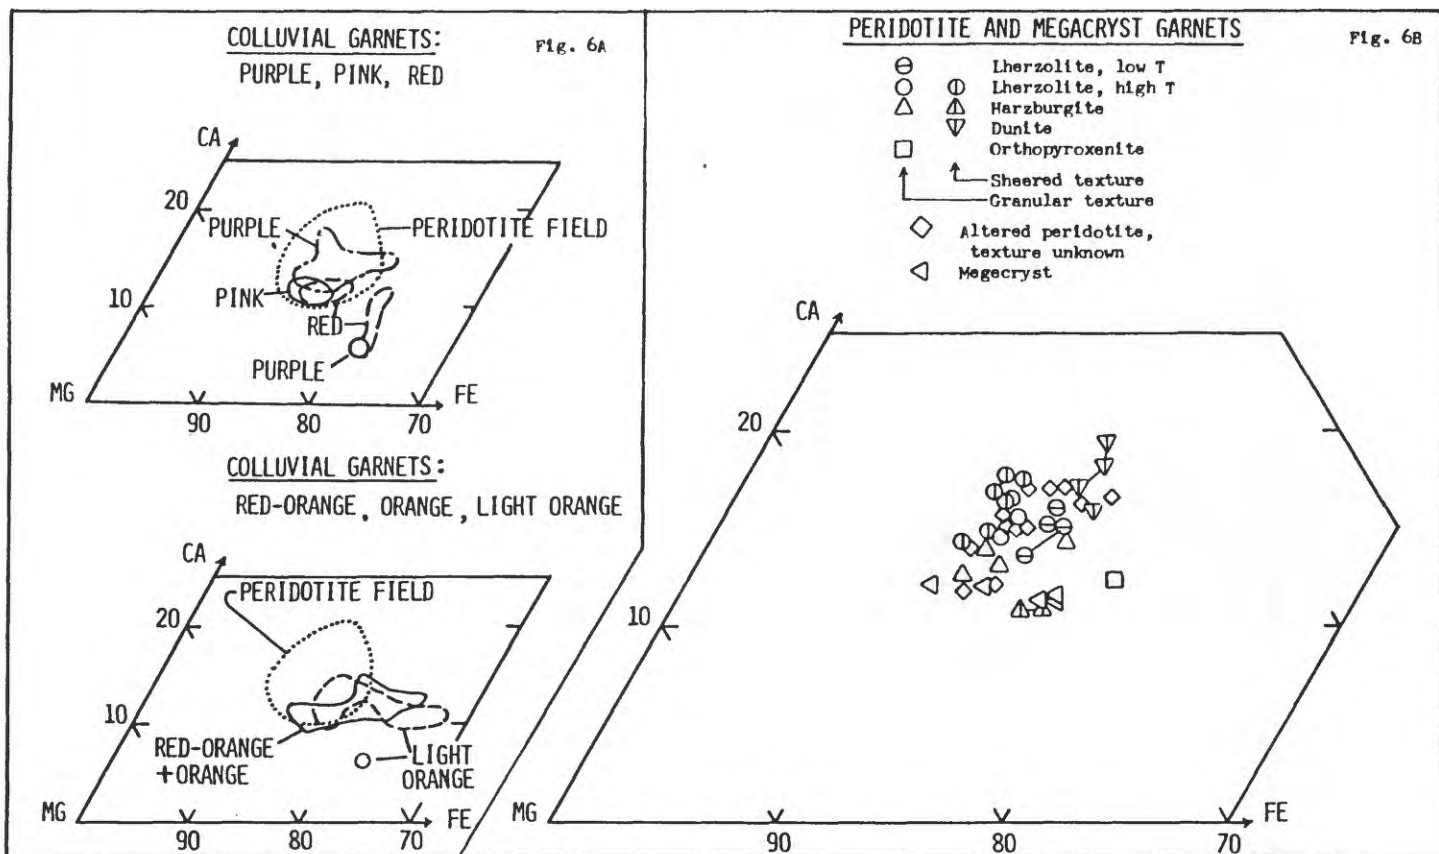 COLLUVIAL GARNETS:
Fig. 6A
PURPLE, PINK, RED
CA
20
PURPLE
PERIDOTITE FIELD
10
PINK
RED
PURPLE
MG
FE
90
80
70
COLLUVIAL GARNETS:
RED-ORANGE, ORANGE, LIGHT ORANGE
CA
PERIDOTITE FIELD
20
10
RED-ORANGE
+ORANGE
LIGHT
ORANGE
MG
FE
90
80
70
PERIDOTITE AND MEGACRYST GARNETS
Fig. 6B
Lherzolite, low T
Lherzolite, high T
Harzburgite
Dunite
Orthopyroxenite
Sheered texture
Granular texture
Altered peridotite,
texture unknown
Megacryst
CA
20
10
MG
FE
90
80
70